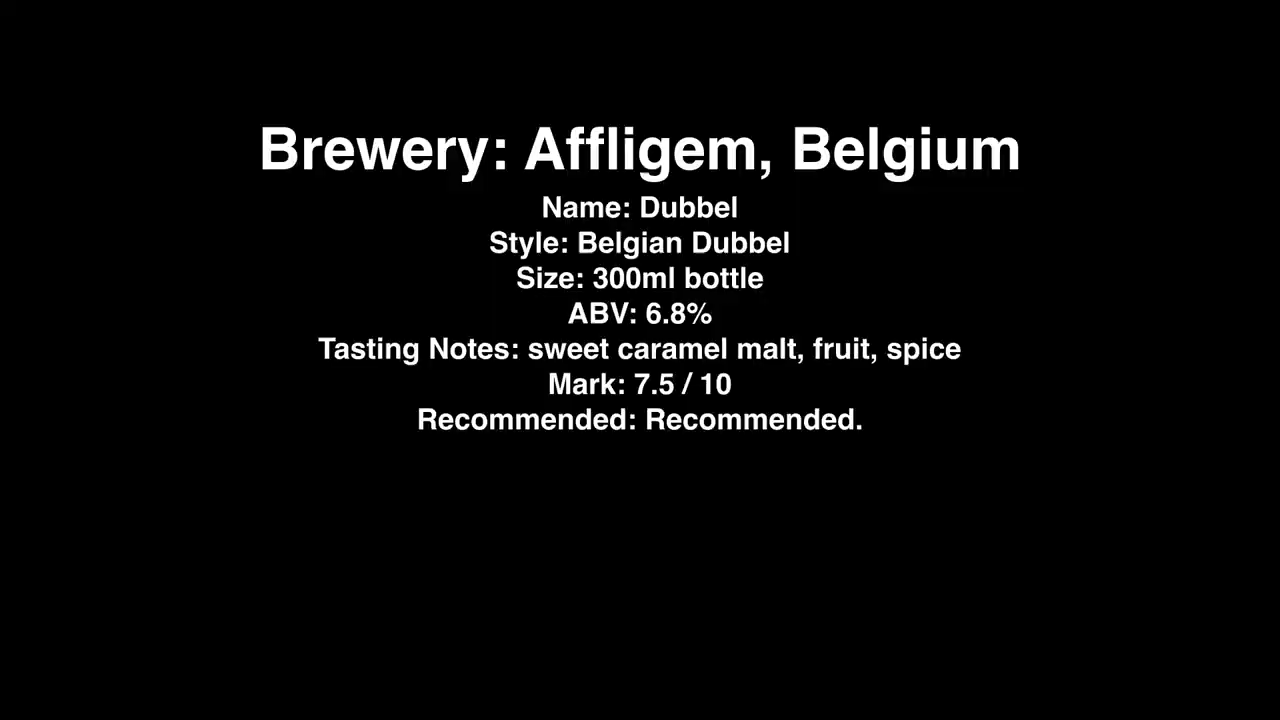 Brewery: Affligem, Belgium
Name: Dubbel
Style: Belgian Dubbel
Size: 300ml bottle
ABV: 6.8%
Tasting Notes: sweet caramel malt, fruit, spice
Mark: 7.5 / 10
Recommended: Recommended.